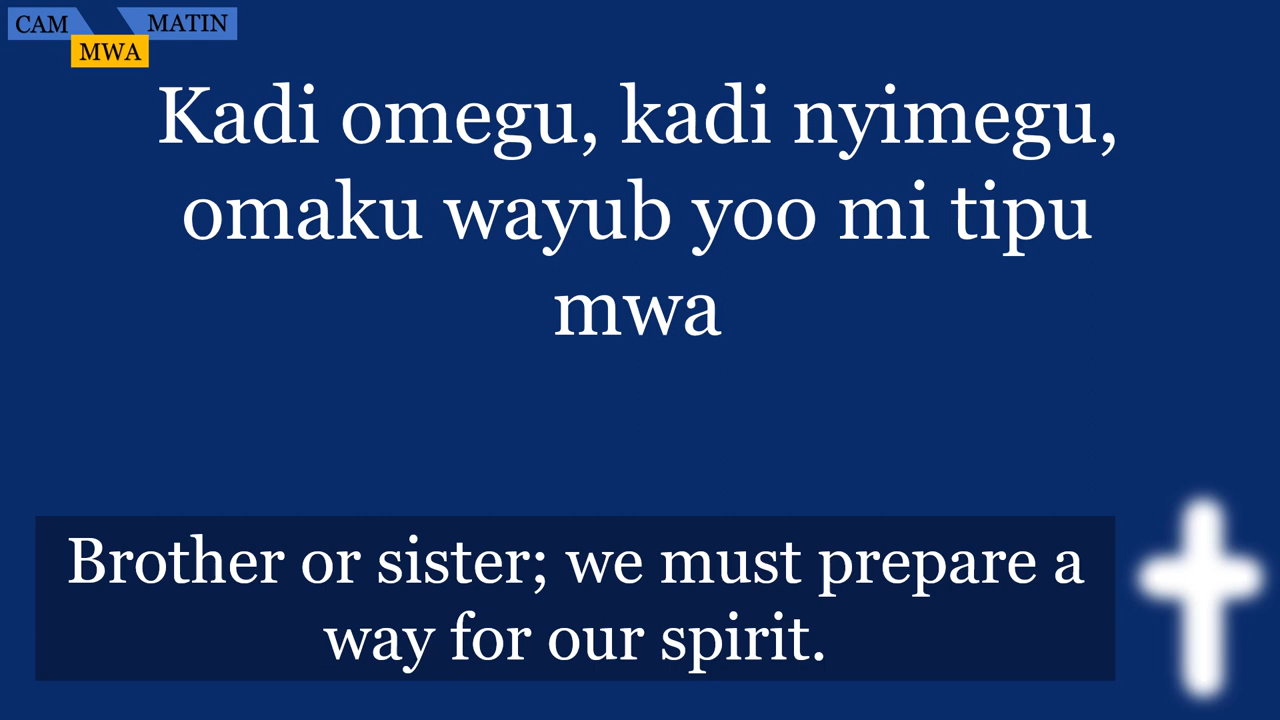 CAM MATIN
MWA
Kadi omegu, kadi nyimegu,
omaku wayub yoo mi tipu
mwa
Brother or sister; we must prepare a
way for our spirit.